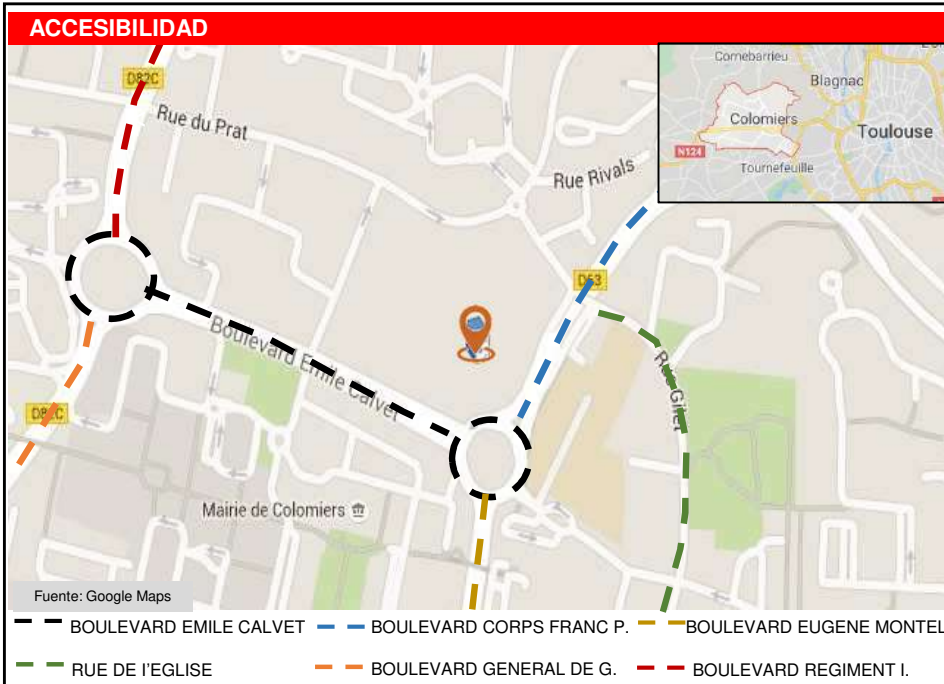 ACCESIBILIDAD
D82C
Rue du Prat
Rue Rivals
Cornebarrieu
Blagnac
Colomiers
Toulouse
N124
Tournefeuille
D63
Boulevard Emile Calvet
Rue Gilet
D82C
Mairie de Colomiers
Fuente: Google Maps
BOULEVARD EMILE CALVET
BOULEVARD CORPS FRANC P.
BOULEVARD EUGENE MONTEL
RUE DE l'EGLISE
BOULEVARD GENERAL DE G.
BOULEVARD REGIMENT I.